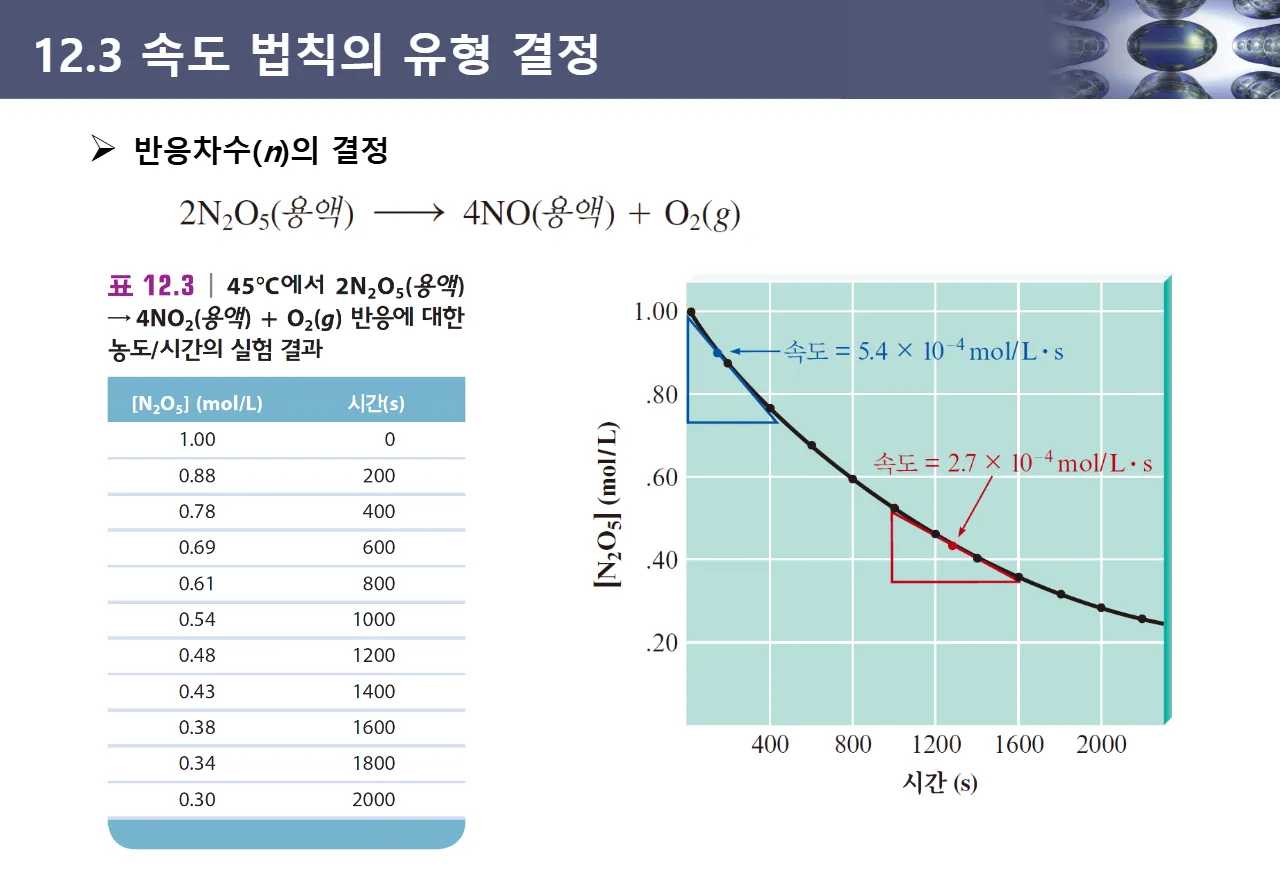 12.3 속도 법칙의 유형 결정
➢ 반응차수(n)의 결정
2N₂O₅(용액) ⟶ 4NO(용액) + O₂(g)
표 12.3 | 45°C에서 2N₂O₅(용액)
→ 4NO₂(용액) + O₂(g) 반응에 대한
농도/시간의 실험 결과
[N₂O₅] (mol/L) 시간(s)
1.00 0
0.88 200
0.78 400
0.69 600
0.61 800
0.54 1000
0.48 1200
0.43 1400
0.38 1600
0.34 1800
0.30 2000
[N₂O₅] (mol/L)
1.00
.80
.60
.40
.20
속도 = 5.4 × 10⁻⁴ mol/L·s
속도 = 2.7 × 10⁻⁴ mol/L·s
400 800 1200 1600 2000
시간 (s)